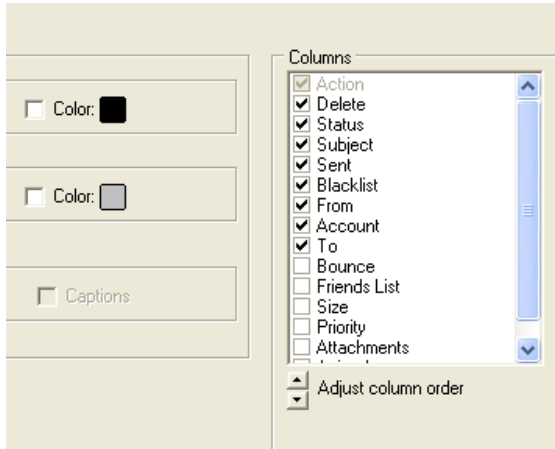 Columns
Action
Color:
Delete
Status
Subject
Sent
Color:
Blacklist
From
Account
To
Bounce
Friends List
Captions
Size
Priority
Attachments
Adjust column order